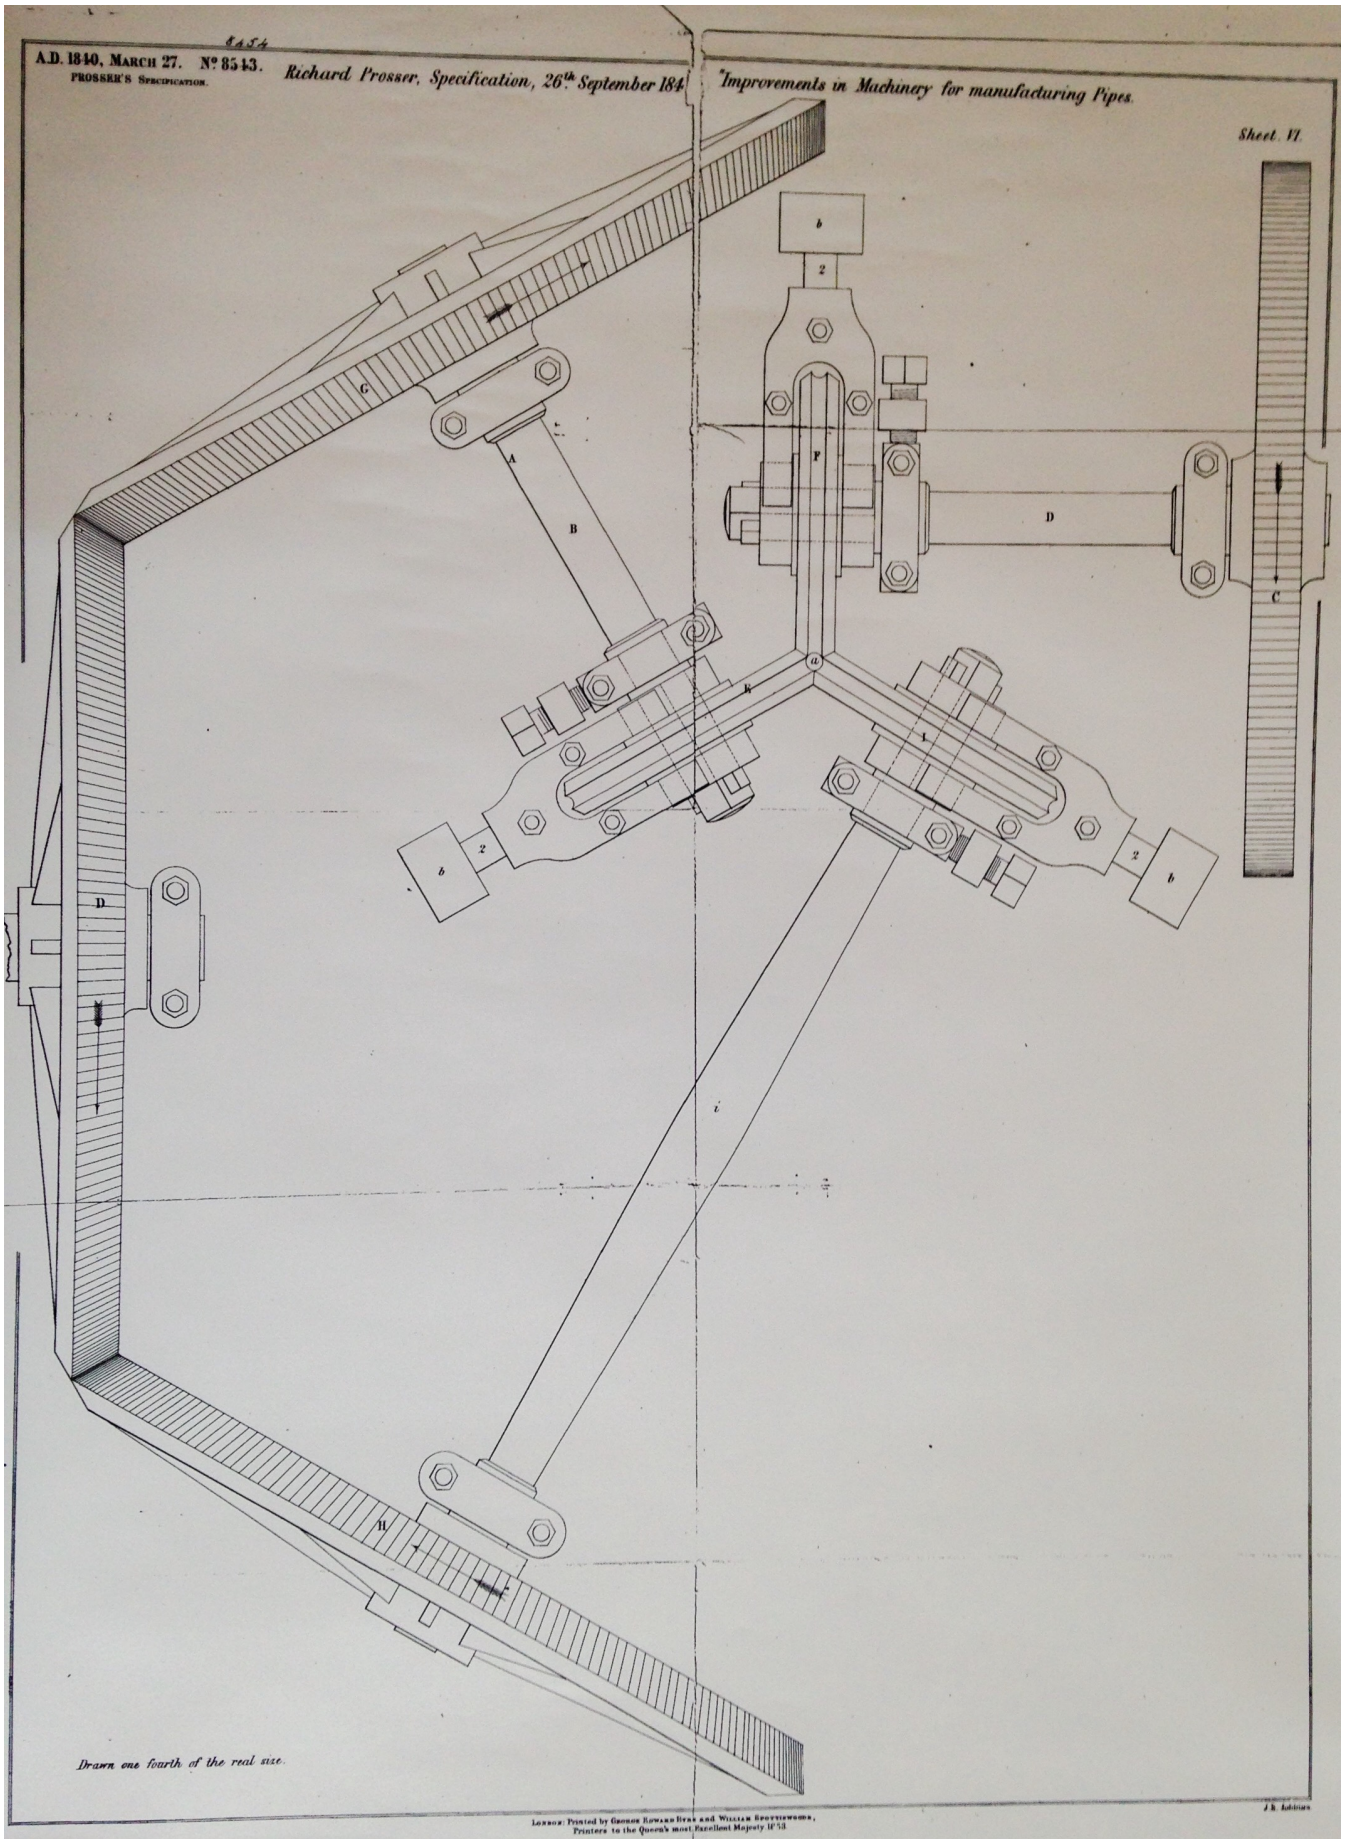 8454
A.D. 1840, MARCH 27. No. 8543.
PROSSER'S SPECIFICATION.
Richard Prosser, Specification, 26th September 184
"Improvements in Machinery for manufacturing Pipes.
Sheet. VI.
b
2
G
F
A
B
D
C
a
E
b
2
2
b
D
i
H
Drawn one fourth of the real size.
LONDON: Printed by GEORGE EDWARD EYRE and WILLIAM SPOTTISWOODE,
Printers to the Queen's most Excellent Majesty. 1858